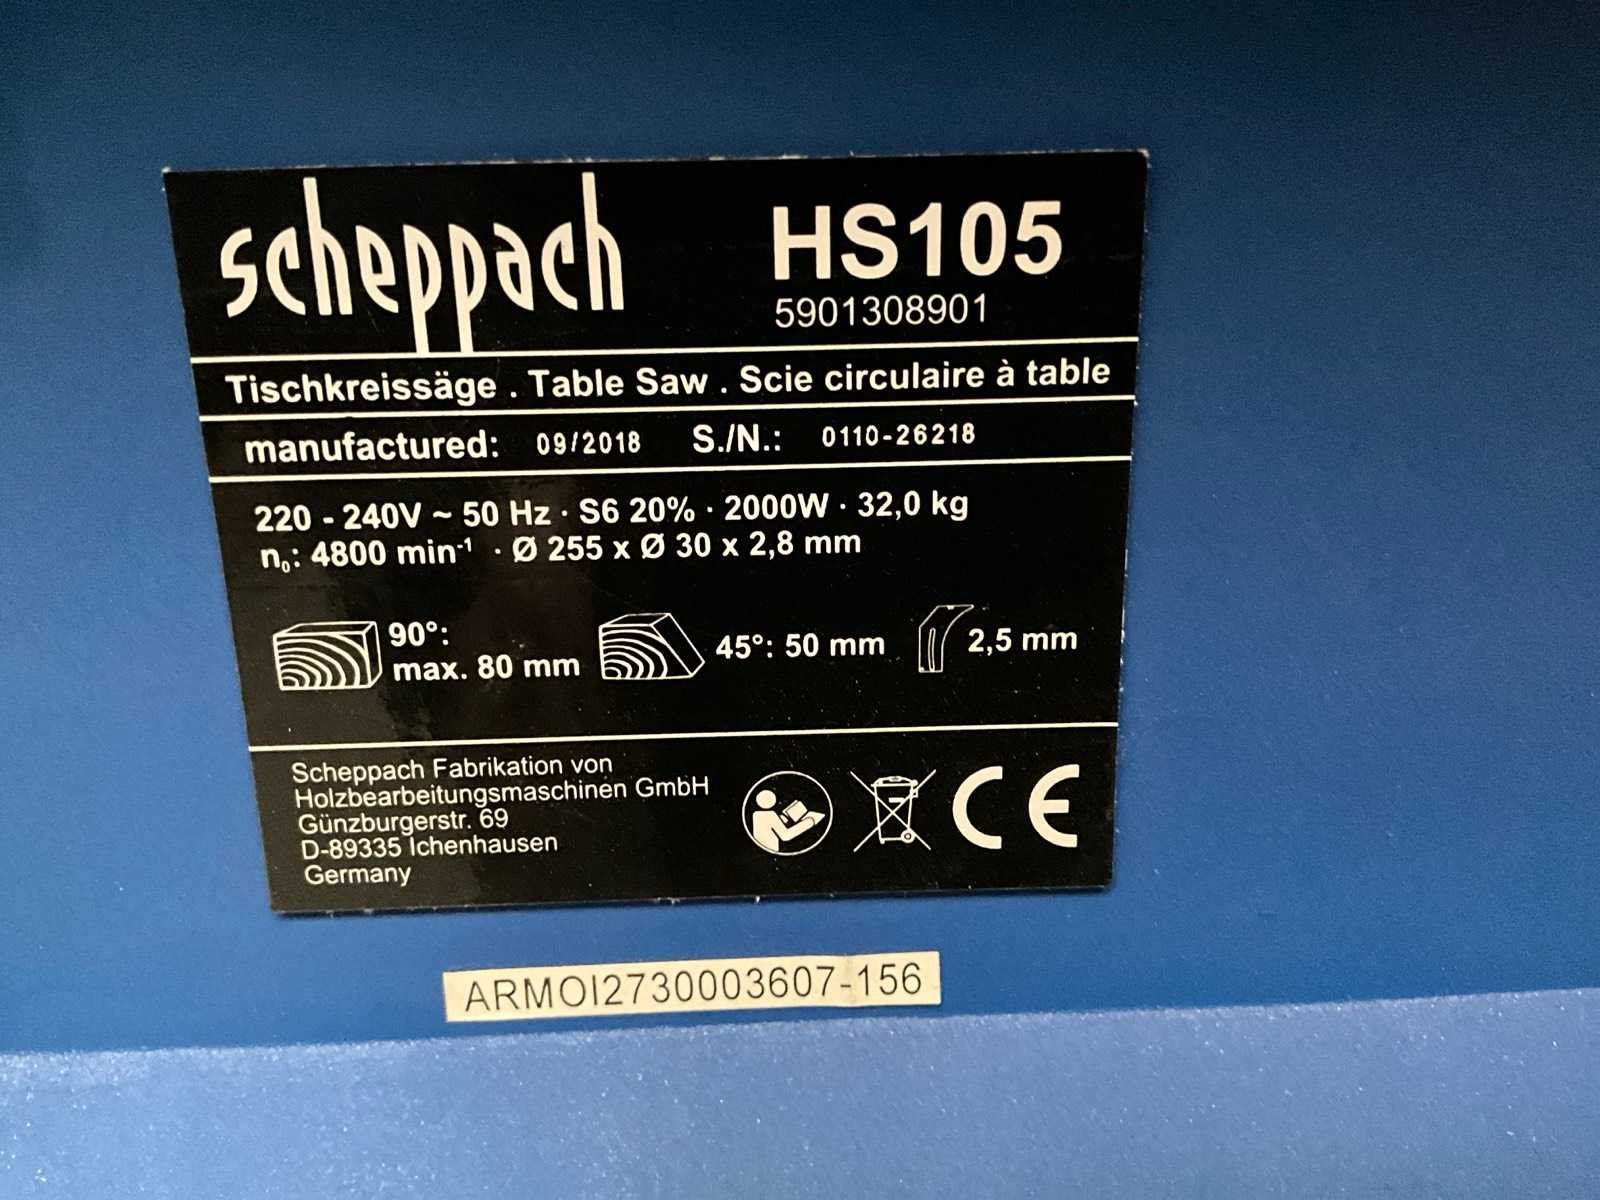 scheppach
HS105
5901308901
Tischkreissäge . Table Saw . Scie circulaire à table
manufactured: 09/2018 S./N.: 0110-26218
220 - 240V ~ 50 Hz · S6 20% · 2000W · 32,0 kg
n₀: 4800 min⁻¹ · Ø 255 x Ø 30 x 2,8 mm
90°:
max. 80 mm
45°: 50 mm
2,5 mm
Scheppach Fabrikation von
Holzbearbeitungsmaschinen GmbH
Günzburgerstr. 69
D-89335 Ichenhausen
Germany
CE
ARMOI2730003607-156